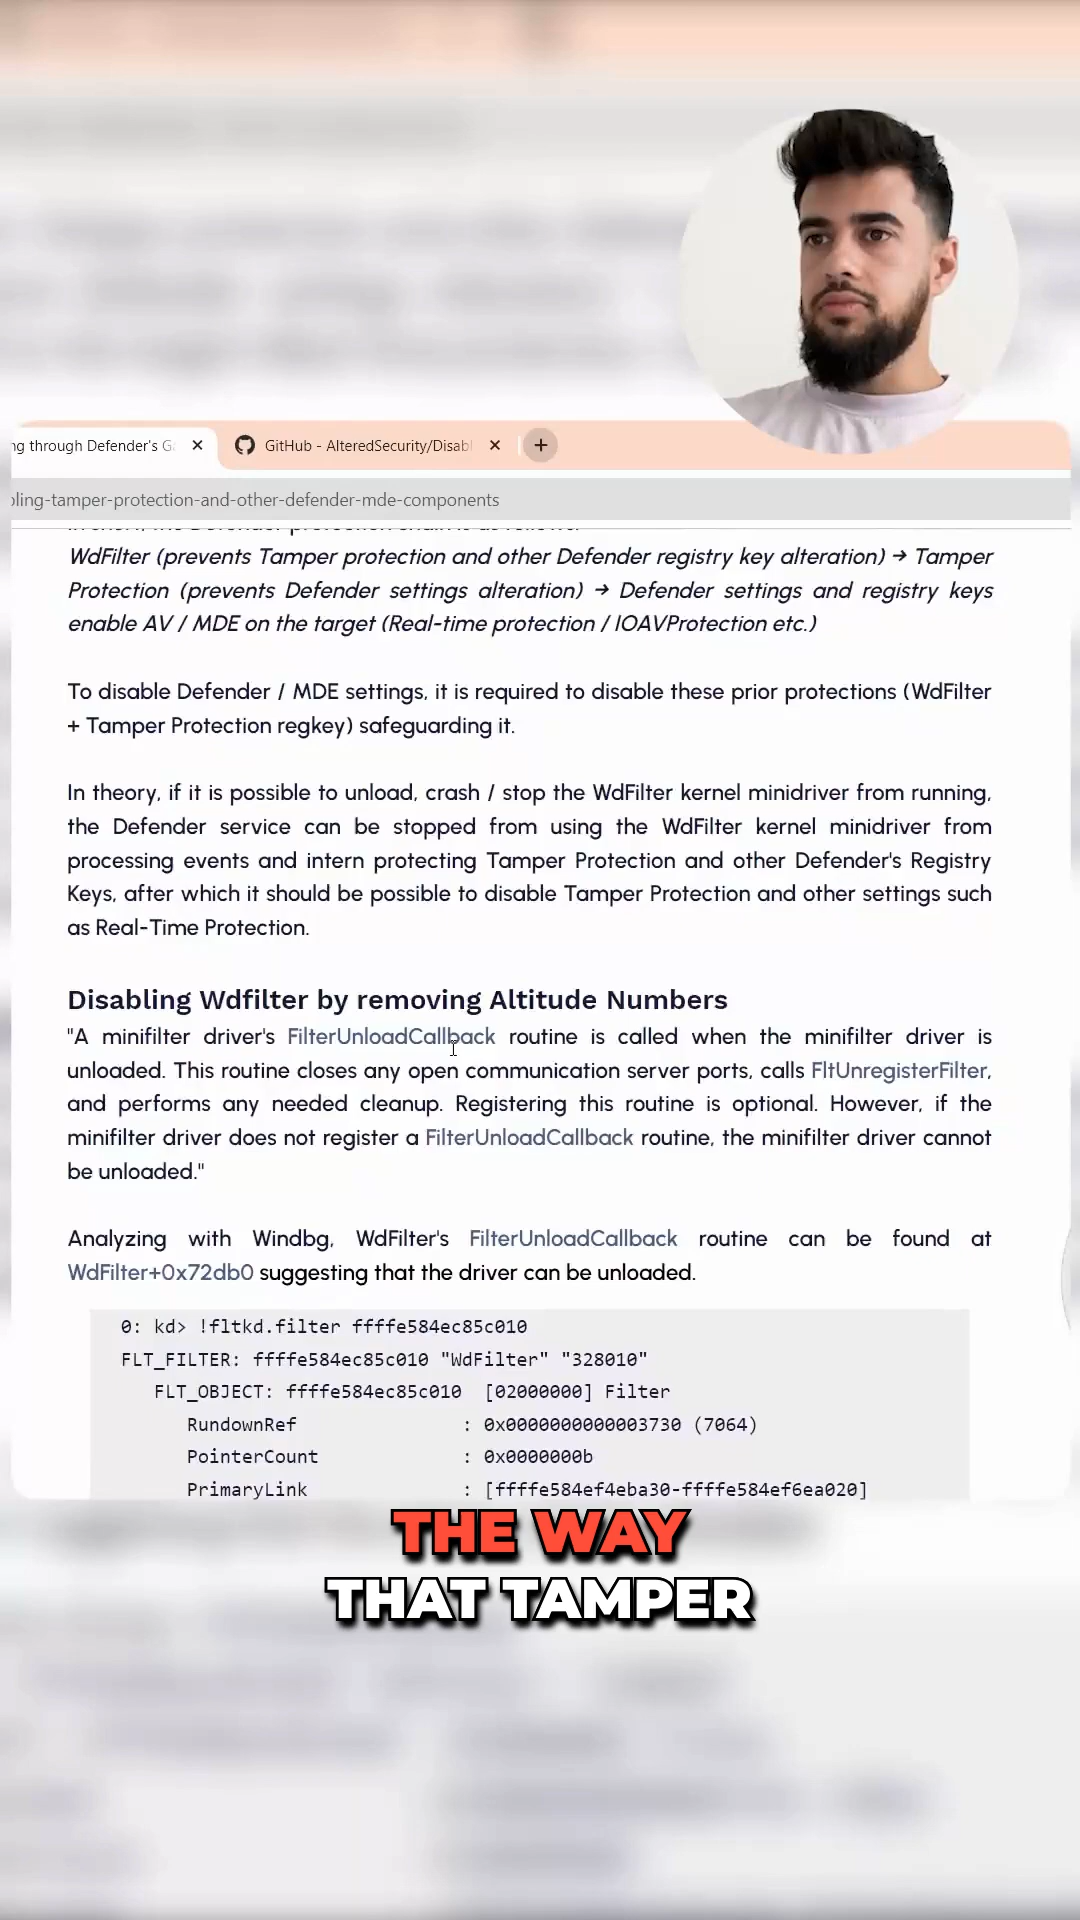 ng through Defender's Ga
GitHub - AlteredSecurity/Disabl
bling-tamper-protection-and-other-defender-mde-components
WdFilter (prevents Tamper protection and other Defender registry key alteration) → Tamper
Protection (prevents Defender settings alteration) → Defender settings and registry keys
enable AV / MDE on the target (Real-time protection / IOAVProtection etc.)
To disable Defender / MDE settings, it is required to disable these prior protections (WdFilter
+ Tamper Protection regkey) safeguarding it.
In theory, if it is possible to unload, crash / stop the WdFilter kernel minidriver from running,
the Defender service can be stopped from using the WdFilter kernel minidriver from
processing events and intern protecting Tamper Protection and other Defender's Registry
Keys, after which it should be possible to disable Tamper Protection and other settings such
as Real-Time Protection.
Disabling Wdfilter by removing Altitude Numbers
"A minifilter driver's FilterUnloadCallback routine is called when the minifilter driver is
unloaded. This routine closes any open communication server ports, calls FltUnregisterFilter,
and performs any needed cleanup. Registering this routine is optional. However, if the
minifilter driver does not register a FilterUnloadCallback routine, the minifilter driver cannot
be unloaded."
Analyzing with Windbg, WdFilter's FilterUnloadCallback routine can be found at
WdFilter+0x72db0 suggesting that the driver can be unloaded.
0: kd> !fltkd.filter ffffe584ec85c010
FLT_FILTER: ffffe584ec85c010 "WdFilter" "328010"
FLT_OBJECT: ffffe584ec85c010 [02000000] Filter
RundownRef : 0x0000000000003730 (7064)
PointerCount : 0x0000000b
PrimaryLink : [ffffe584ef4eba30-ffffe584ef6ea020]
THE WAY
THAT TAMPER